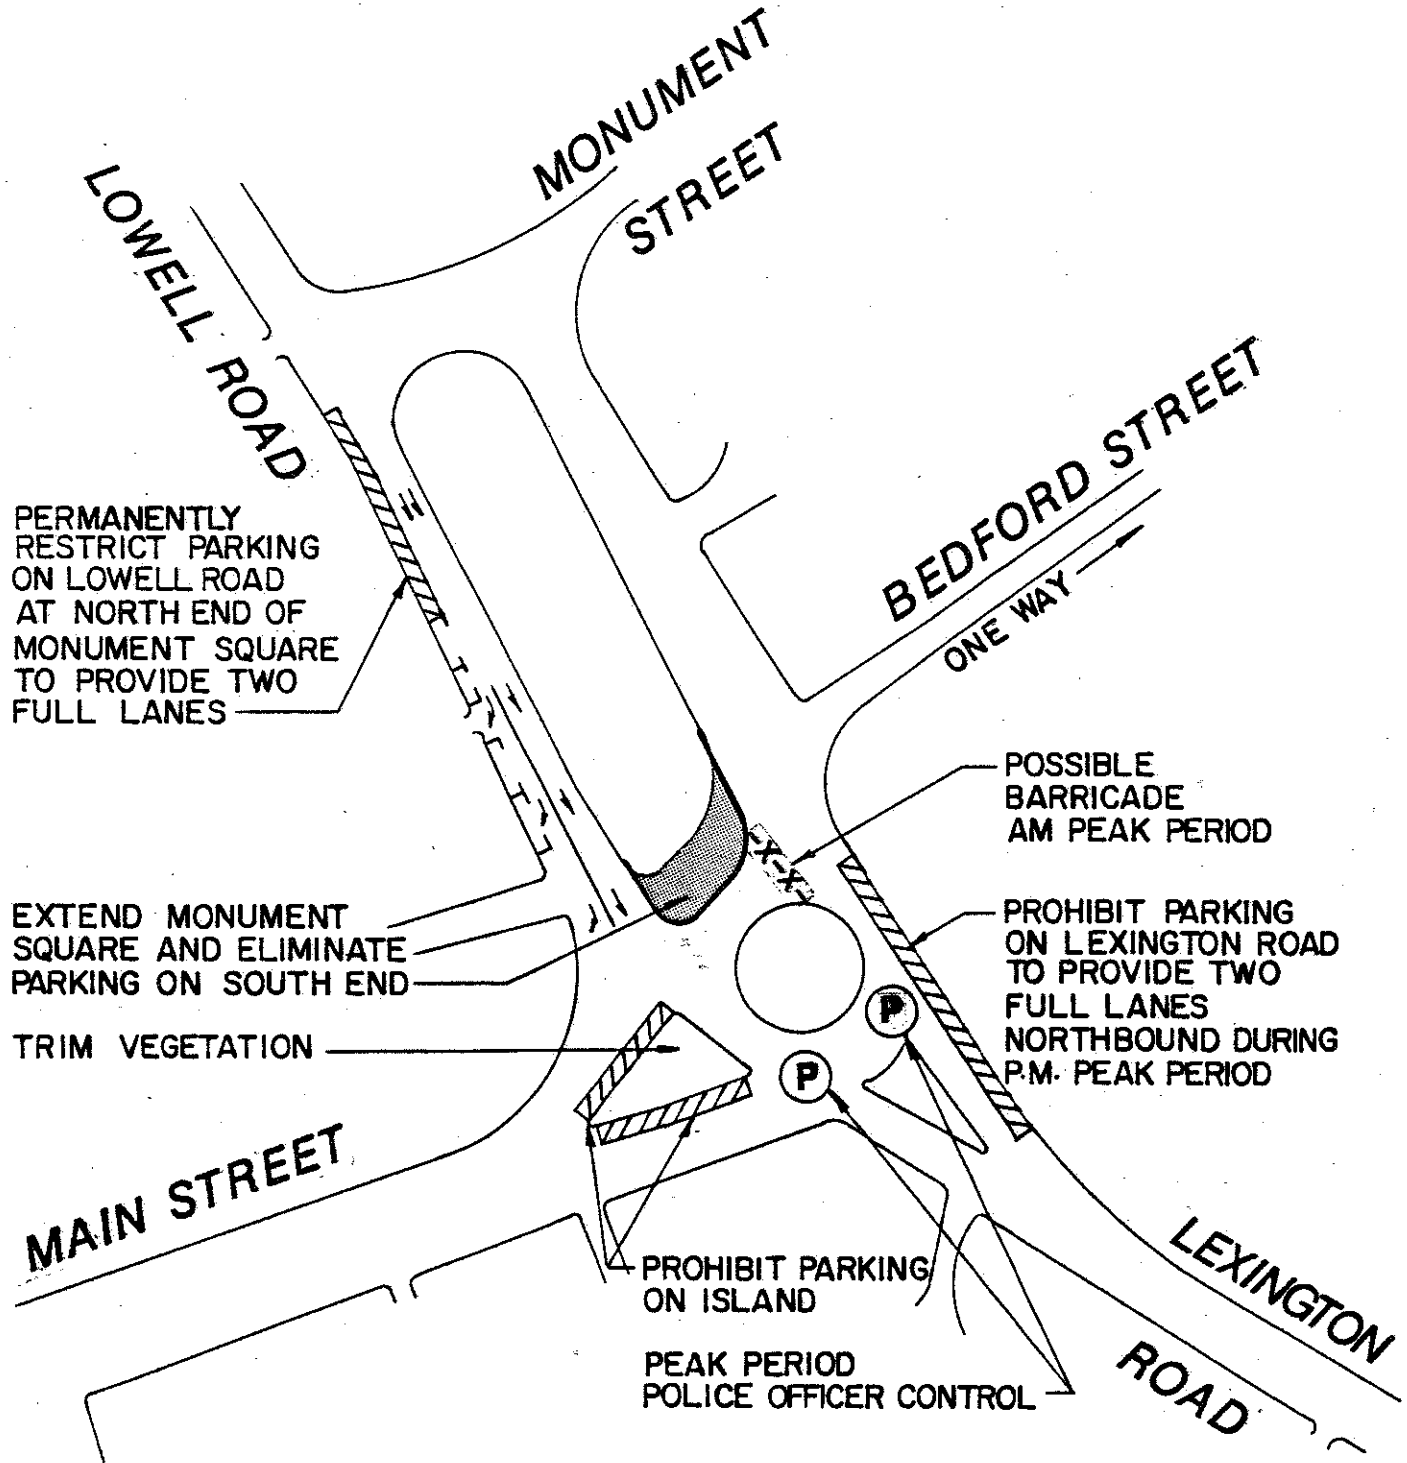 MONUMENT
STREET
LOWELL ROAD
BEDFORD STREET
ONE WAY
PERMANENTLY
RESTRICT PARKING
ON LOWELL ROAD
AT NORTH END OF
MONUMENT SQUARE
TO PROVIDE TWO
FULL LANES
POSSIBLE
BARRICADE
AM PEAK PERIOD
X-X
EXTEND MONUMENT
SQUARE AND ELIMINATE
PARKING ON SOUTH END
PROHIBIT PARKING
ON LEXINGTON ROAD
TO PROVIDE TWO
FULL LANES
NORTHBOUND DURING
P.M. PEAK PERIOD
TRIM VEGETATION
P
P
MAIN STREET
PROHIBIT PARKING
ON ISLAND
PEAK PERIOD
POLICE OFFICER CONTROL
LEXINGTON
ROAD